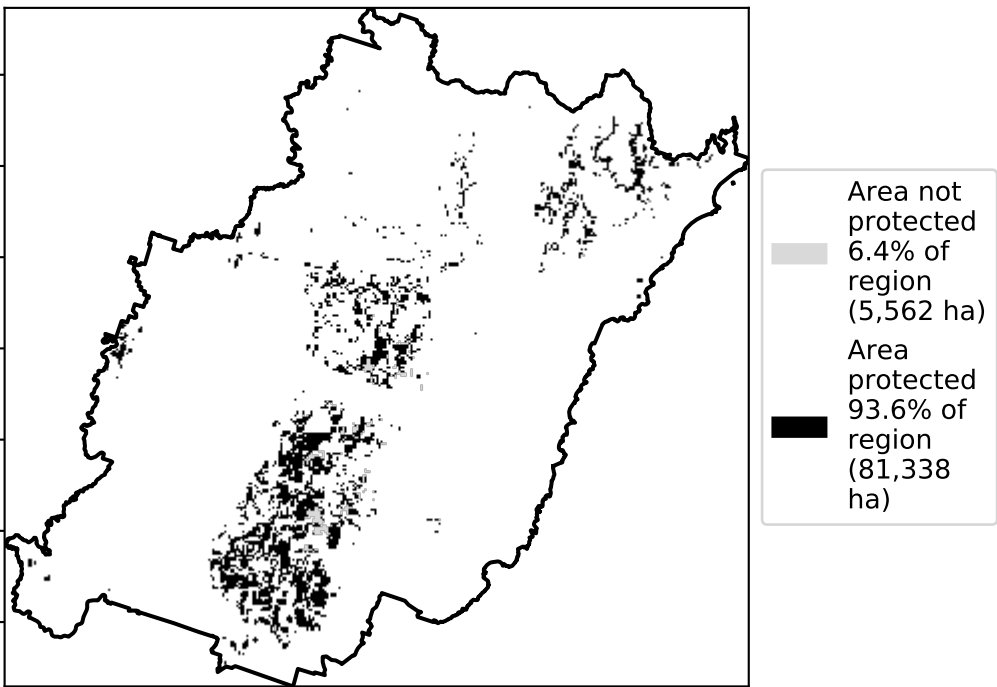 Area not
protected
6.4% of
region
(5,562 ha)
Area
protected
93.6% of
region
(81,338
ha)